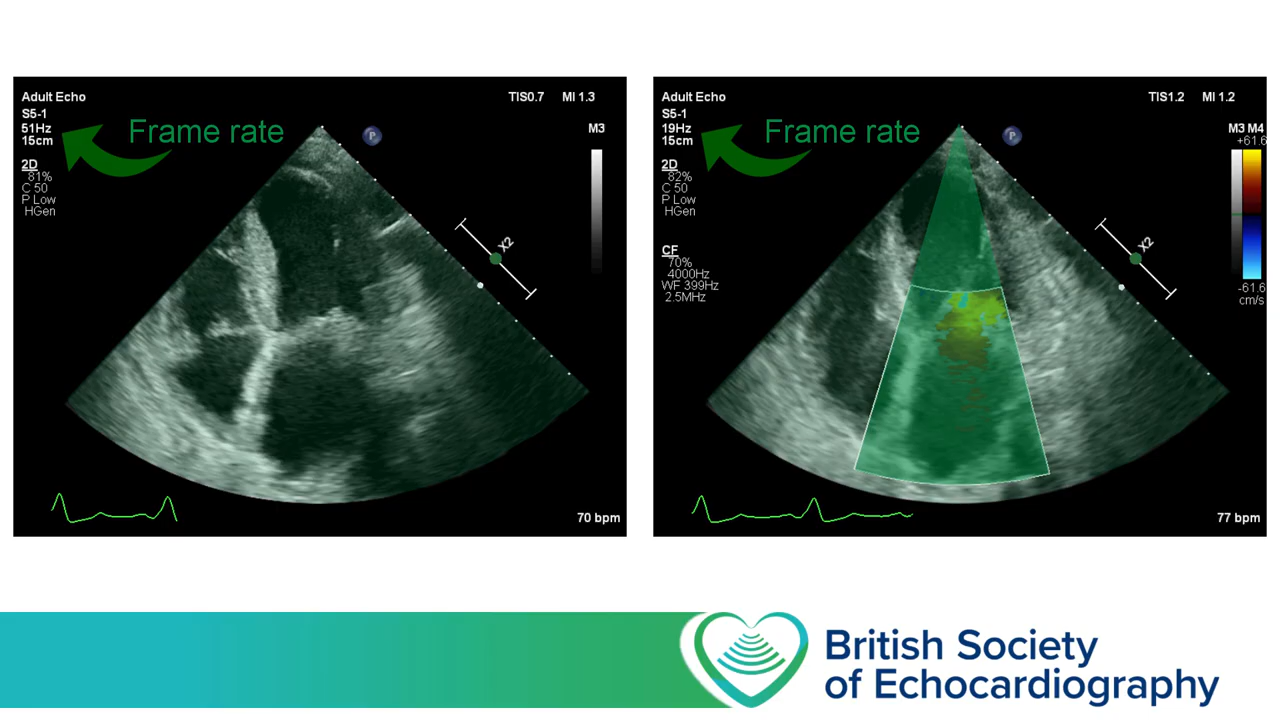 Adult Echo
TIS0.7 MI 1.3
S5-1
51Hz
15cm
Frame rate
P
M3
2D
81%
C 50
P Low
HGen
X2
70 bpm
Adult Echo
TIS1.2 MI 1.2
S5-1
19Hz
15cm
Frame rate
P
M3 M4
+61.6
2D
82%
C 50
P Low
HGen
X2
CF
70%
4000Hz
WF 399Hz
2.5MHz
-61.6
cm/s
77 bpm
British Society
of Echocardiography